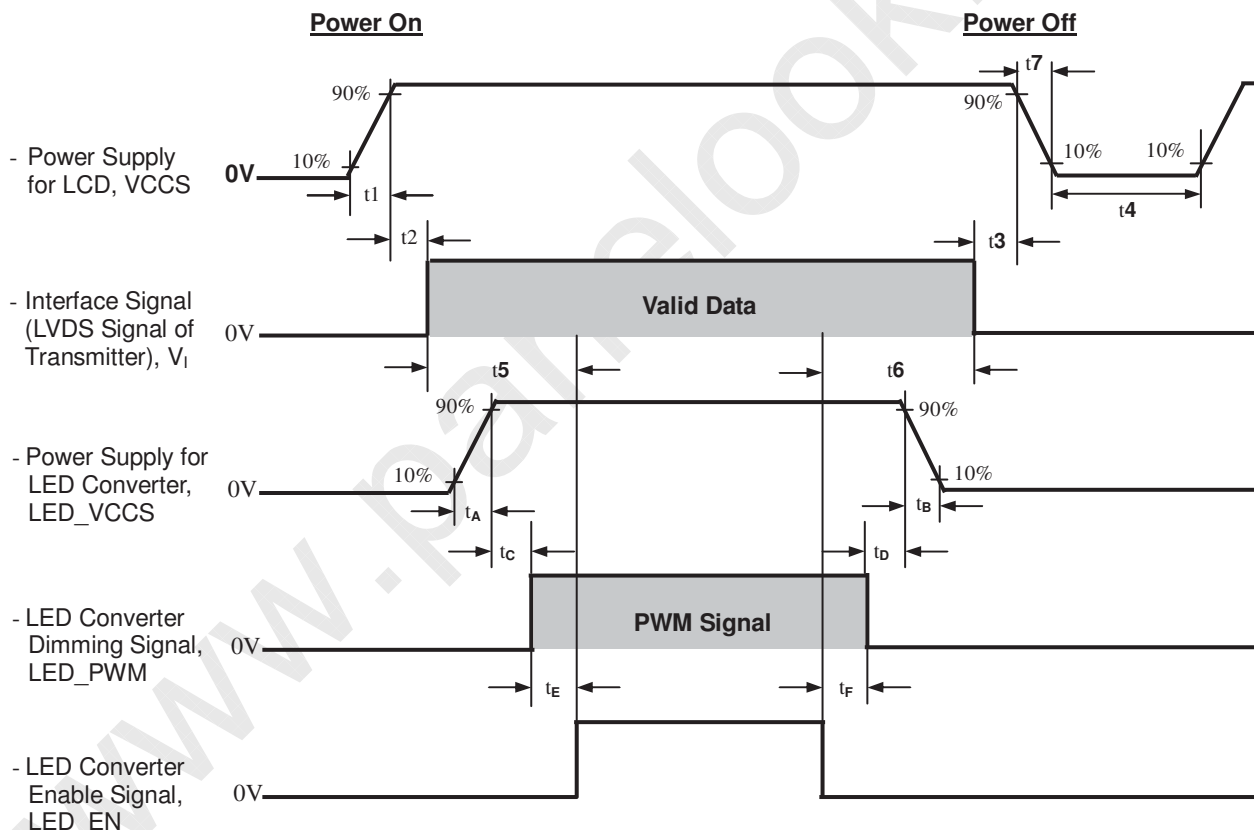 Power On
Power Off
t7
90%
90%
- Power Supply
for LCD, VCCS
0V
10%
10%
10%
t1
t4
t2
t3
- Interface Signal
(LVDS Signal of
Transmitter), VI
0V
Valid Data
t5
t6
90%
90%
- Power Supply for
LED Converter,
LED_VCCS
0V
10%
10%
tA
tB
tC
tD
- LED Converter
Dimming Signal,
LED_PWM
0V
PWM Signal
tE
tF
- LED Converter
Enable Signal,
LED_EN
0V
www.panelook.